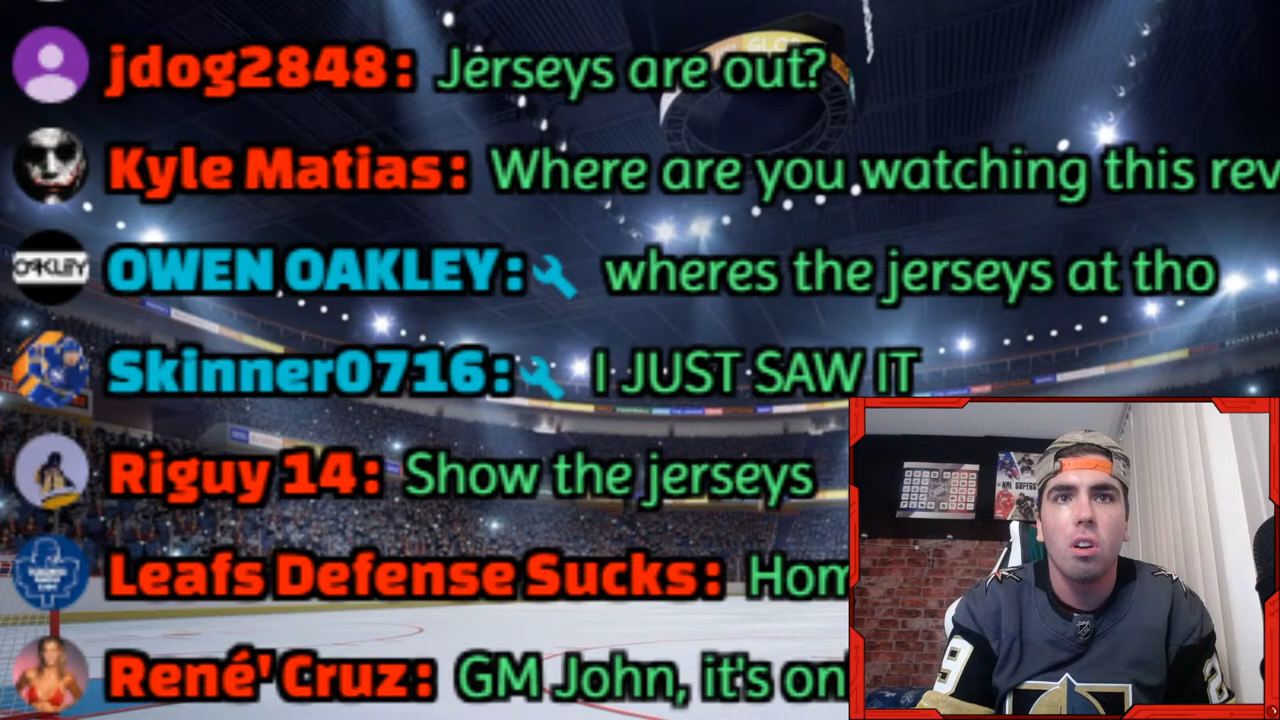 jdog2848: Jerseys are out?
Kyle Matias: Where are you watching this rev
OWEN OAKLEY: wheres the jerseys at tho
OAKLEY
Skinner0716: I JUST SAW IT
Riguy 14: Show the jerseys
Leafs Defense Sucks: Hom
René' Cruz: GM John, it's on